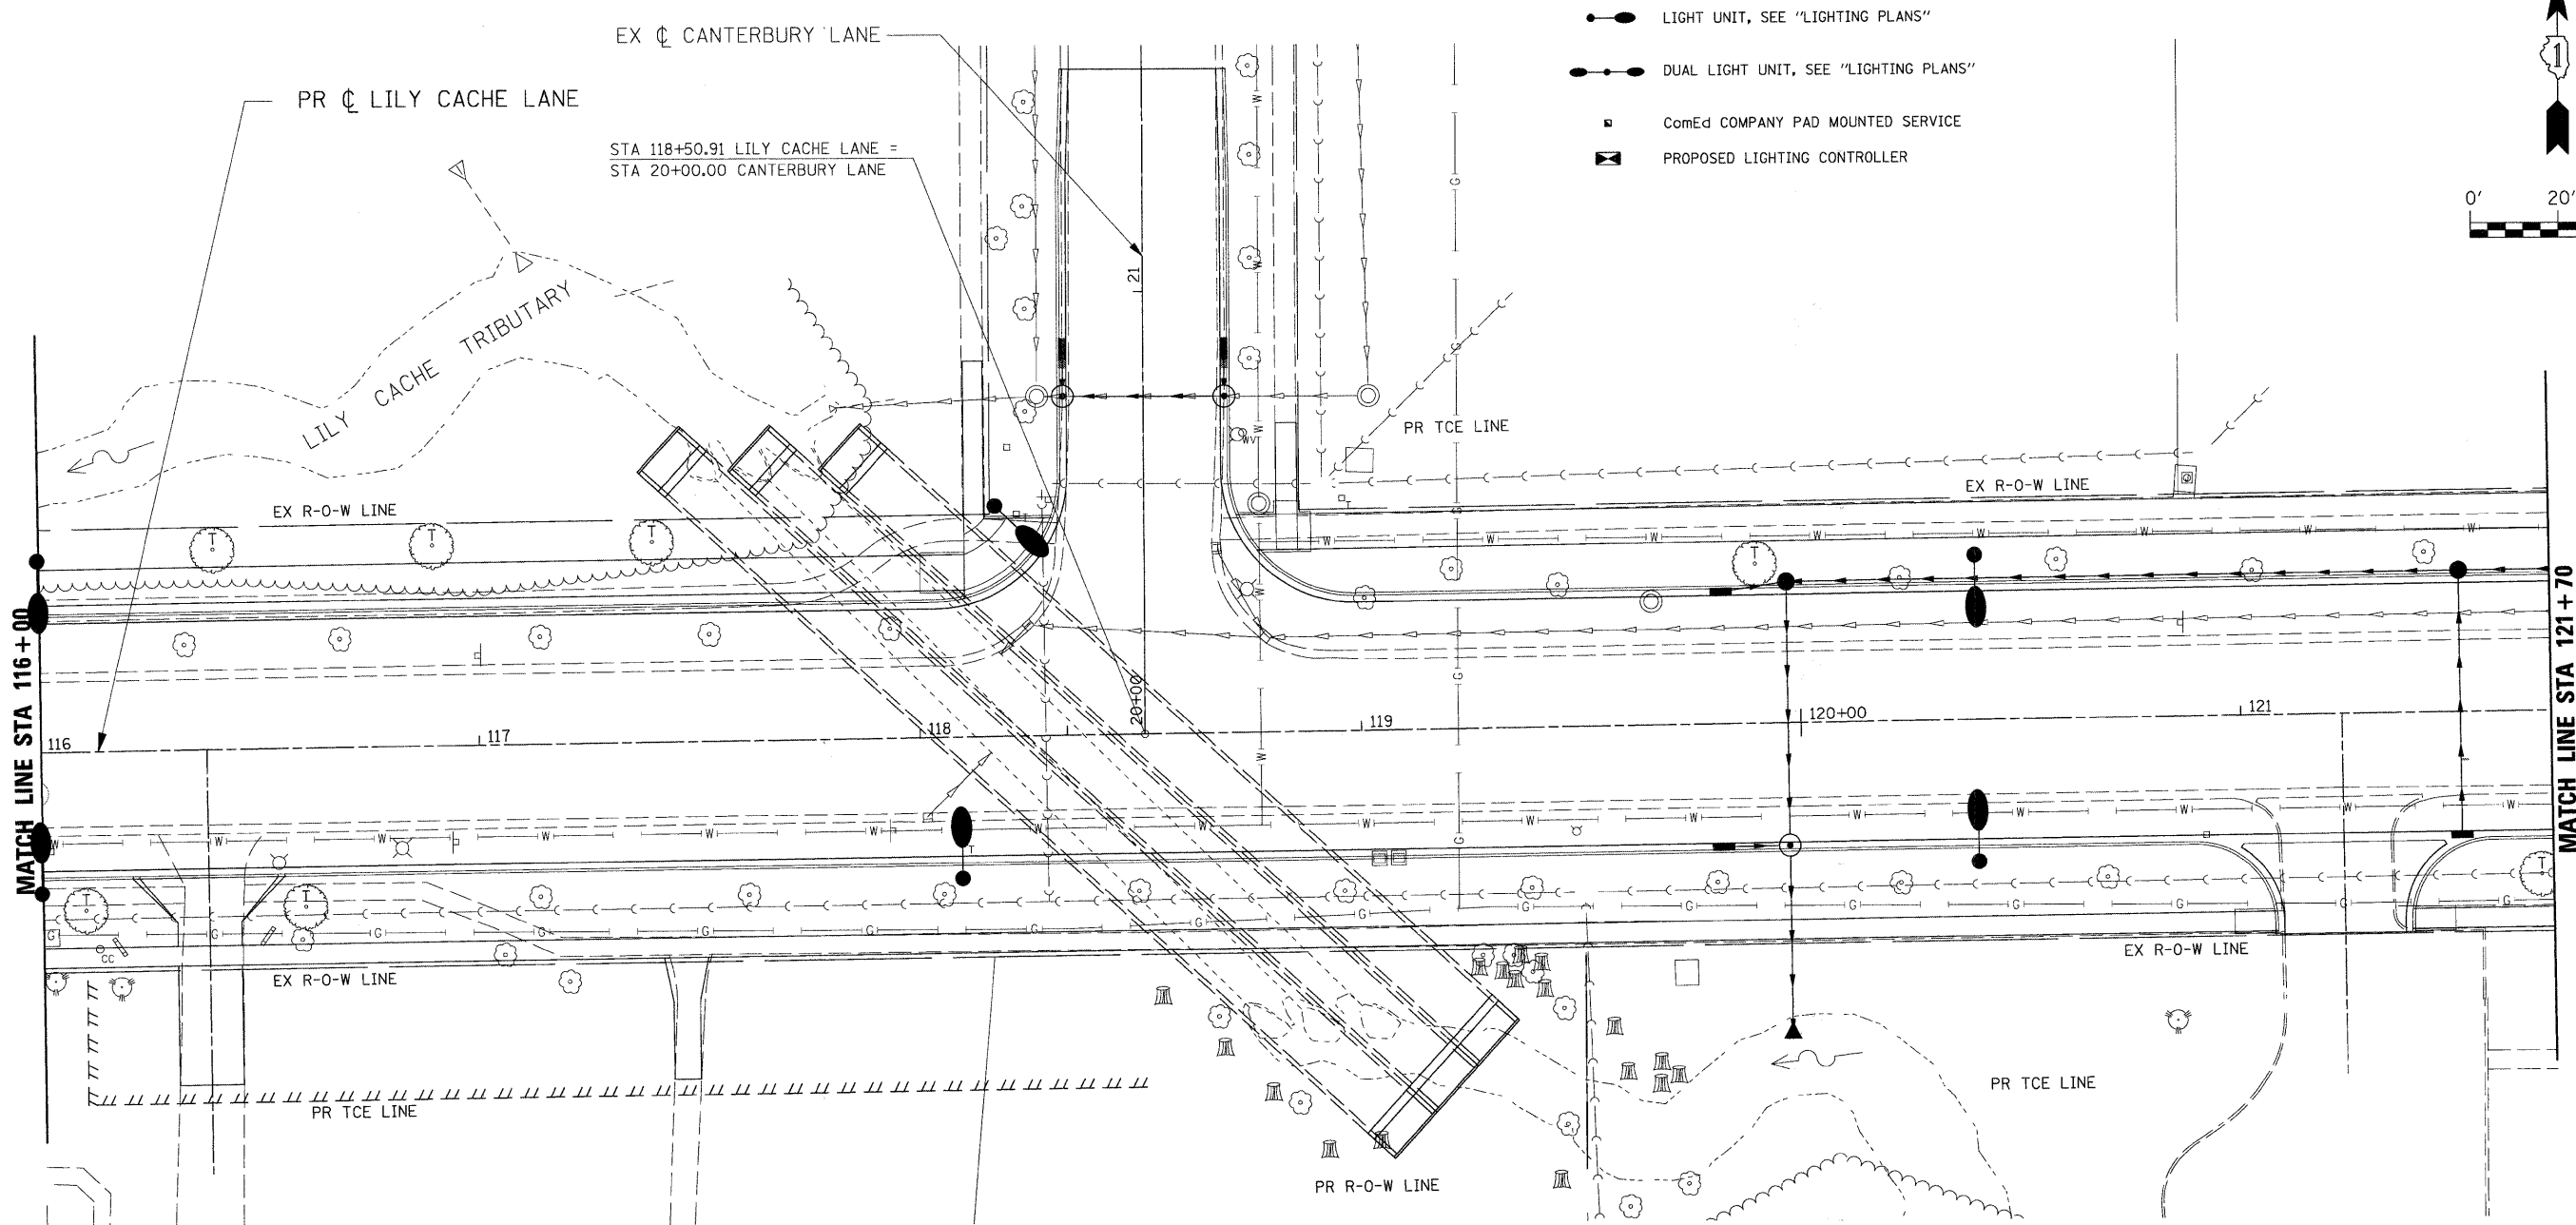 LIGHT UNIT, SEE "LIGHTING PLANS"
EX ℄ CANTERBURY LANE
DUAL LIGHT UNIT, SEE "LIGHTING PLANS"
1
PR ℄ LILY CACHE LANE
ComEd COMPANY PAD MOUNTED SERVICE
STA 118+50.91 LILY CACHE LANE =
STA 20+00.00 CANTERBURY LANE
PROPOSED LIGHTING CONTROLLER
0' 20'
21
LILY CACHE TRIBUTARY
PR TCE LINE
WV
EX R-O-W LINE
EX R-O-W LINE
T T T T
W W W W W W W W
G G G G G
MATCH LINE STA 116+00
MATCH LINE STA 121+70
20+00
116 117 118 119 120+00 121
W W W W W W W W W W W W W W W W
T T T
G G G G G G G G G G G G G G G
CC
EX R-O-W LINE
EX R-O-W LINE
PR TCE LINE
PR TCE LINE
PR R-O-W LINE